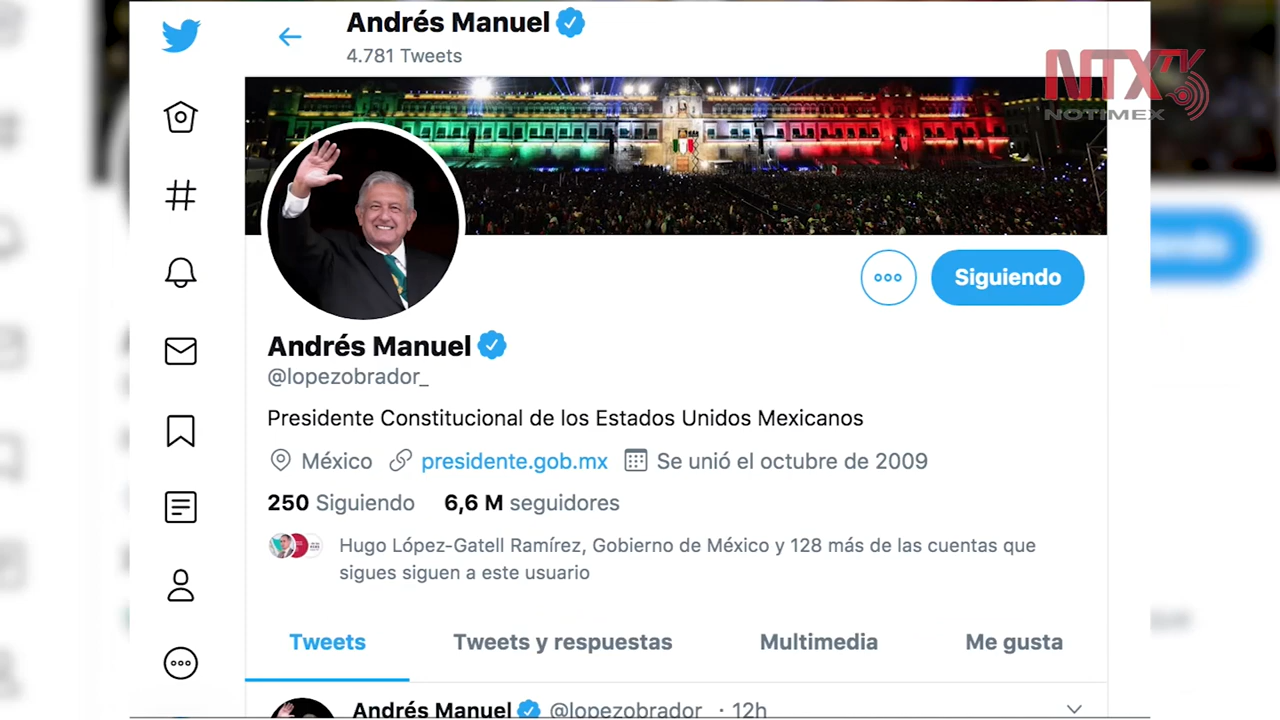 Andrés Manuel
4.781 Tweets
NTX TV
NOTIMEX
Siguiendo
Andrés Manuel
@lopezobrador_
Presidente Constitucional de los Estados Unidos Mexicanos
México presidente.gob.mx Se unió el octubre de 2009
250 Siguiendo 6,6 M seguidores
Hugo López-Gatell Ramírez, Gobierno de México y 128 más de las cuentas que
sigues siguen a este usuario
Tweets Tweets y respuestas Multimedia Me gusta
Andrés Manuel @lopezobrador_ · 12h